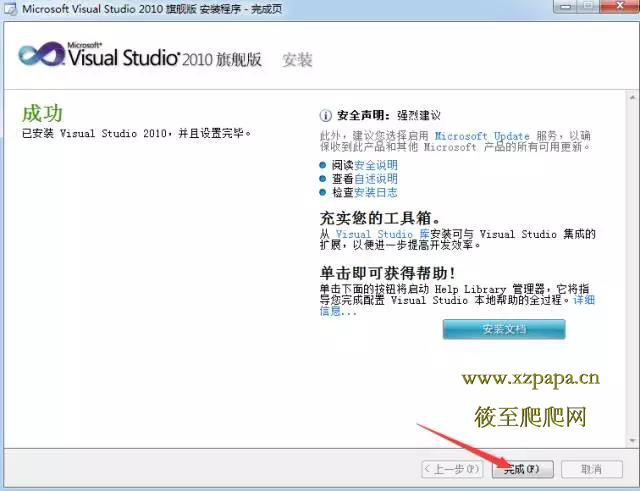 Microsoft Visual Studio 2010 旗舰版 安装程序 - 完成页
Microsoft®
Visual Studio® 2010 旗舰版 安装
成功
已安装 Visual Studio 2010，并且设置完毕。
安全声明：强烈建议
此外，建议您选择启用 Microsoft Update 服务，以确
保收到此产品和其他 Microsoft 产品的所有可用更新。
阅读安全说明
查看自述说明
检查安装日志
充实您的工具箱。
从 Visual Studio 库安装可与 Visual Studio 集成的
扩展，以便进一步提高开发效率。
单击即可获得帮助！
单击下面的按钮将启动 Help Library 管理器，它将指
导您完成配置 Visual Studio 本地帮助的全过程。详细
信息...
安装文档
www.xzpapa.cn
筱至爬爬网
< 上一步(P)
完成(F)
取消